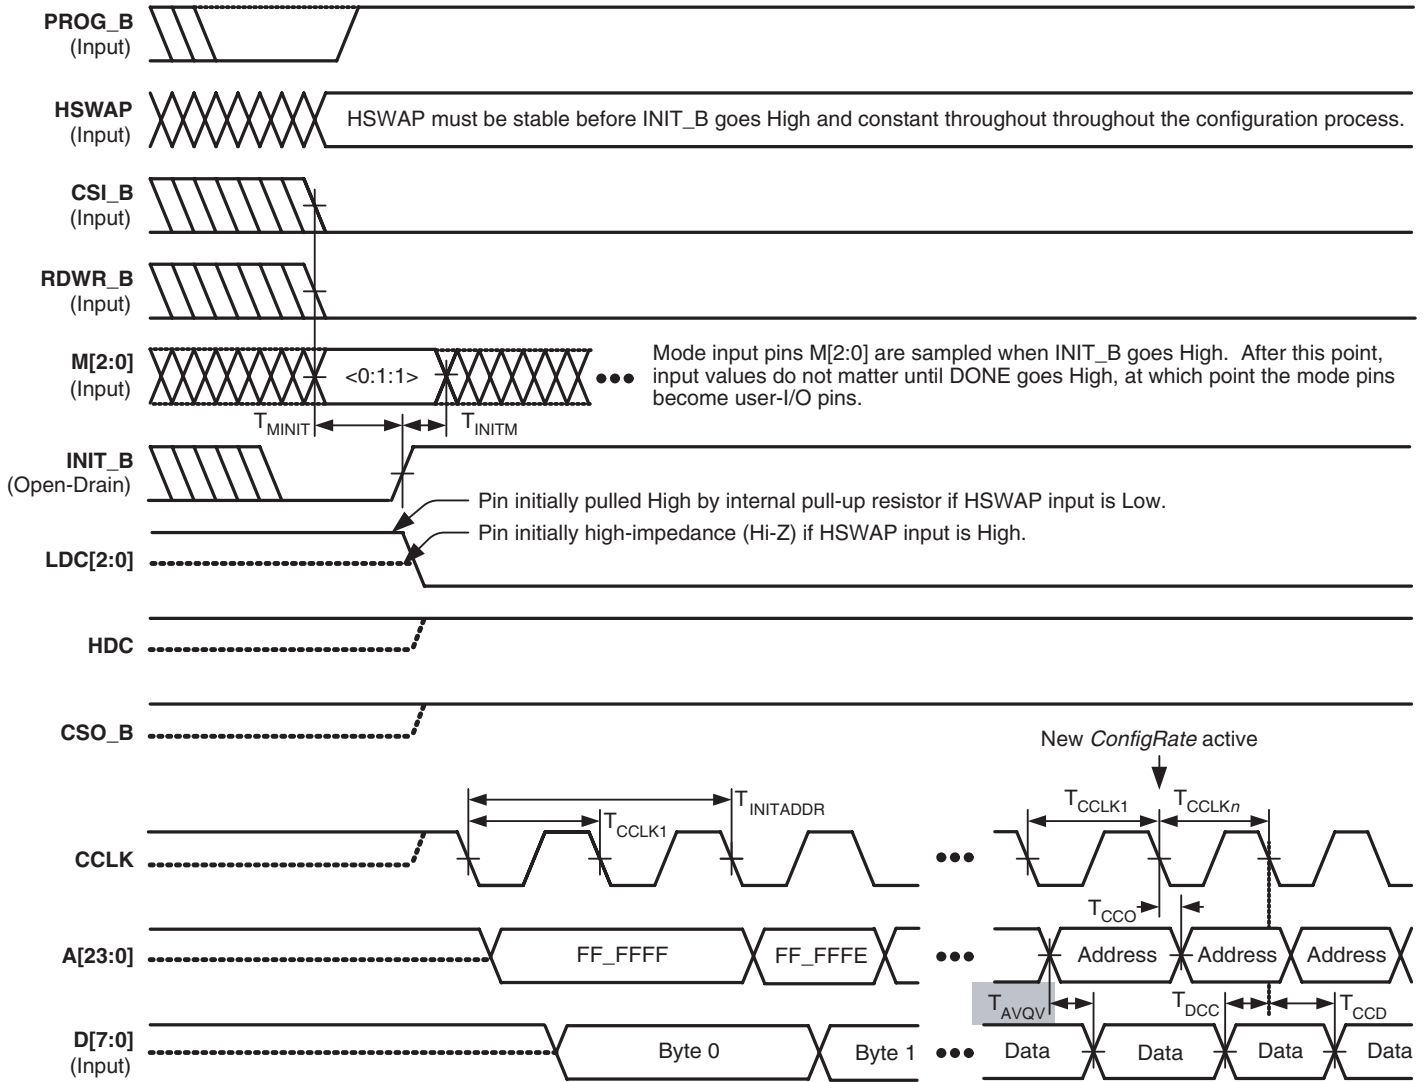 PROG_B
(Input)
HSWAP
(Input)
HSWAP must be stable before INIT_B goes High and constant throughout throughout the configuration process.
CSI_B
(Input)
RDWR_B
(Input)
M[2:0]
(Input)
<0:1:1>
Mode input pins M[2:0] are sampled when INIT_B goes High. After this point,
input values do not matter until DONE goes High, at which point the mode pins
become user-I/O pins.
TMINIT
TINITM
INIT_B
(Open-Drain)
Pin initially pulled High by internal pull-up resistor if HSWAP input is Low.
Pin initially high-impedance (Hi-Z) if HSWAP input is High.
LDC[2:0]
HDC
CSO_B
New ConfigRate active
TINITADDR
TCCLK1
TCCLK1
TCCLKn
CCLK
TCCO
A[23:0]
FF_FFFF
FF_FFFE
Address
Address
Address
TAVQV
TDCC
TCCD
D[7:0]
(Input)
Byte 0
Byte 1
Data
Data
Data
Data